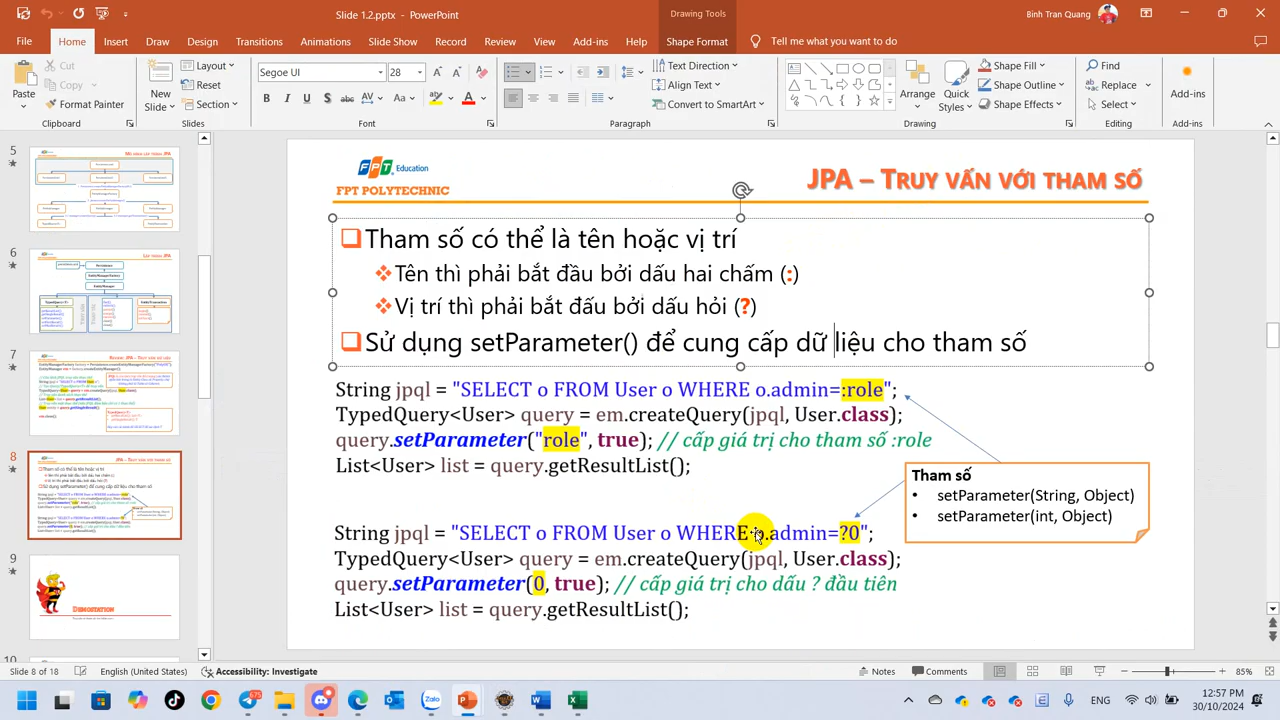 Slide 1.2.pptx - PowerPoint
Drawing Tools
Binh Tran Quang
File
Home
Insert
Draw
Design
Transitions
Animations
Slide Show
Record
Review
View
Add-ins
Help
Acrobat
Shape Format
Tell me what you want to do
Paste
Cut
Copy
Format Painter
Clipboard
New
Slide
Layout
Reset
Section
Slides
Segoe UI
28
Font
Text Direction
Align Text
Convert to SmartArt
Paragraph
Arrange
Quick
Styles
Shape Fill
Shape Outline
Shape Effects
Drawing
Find
Replace
Select
Editing
Add-ins
Add-ins
5
6
7
8
9
10
FPT Education
FPT POLYTECHNIC
JPA – TRUY VẤN VỚI THAM SỐ
Tham số có thể là tên hoặc vị trí
Tên thì phải bắt đầu bởi dấu hai chấm (:)
Vị trí thì phải bắt dấu bởi dấu hỏi (?)
Sử dụng setParameter() để cung cấp dữ liệu cho tham số
String jpql = "SELECT o FROM User o WHERE o.admin=:role";
TypedQuery<User> query = em.createQuery(jpql, User.class);
query.setParameter("role", true); // cấp giá trị cho tham số :role
List<User> list = query.getResultList();
Tham số
setParameter(String, Object)
• setParameter(int, Object)
String jpql = "SELECT o FROM User o WHERE o.admin=?0";
TypedQuery<User> query = em.createQuery(jpql, User.class);
query.setParameter(0, true); // cấp giá trị cho dấu ? đầu tiên
List<User> list = query.getResultList();
Slide 8 of 18
English (United States)
Accessibility: Investigate
Notes
Comments
85%
ENG
12:57 PM
30/10/2024